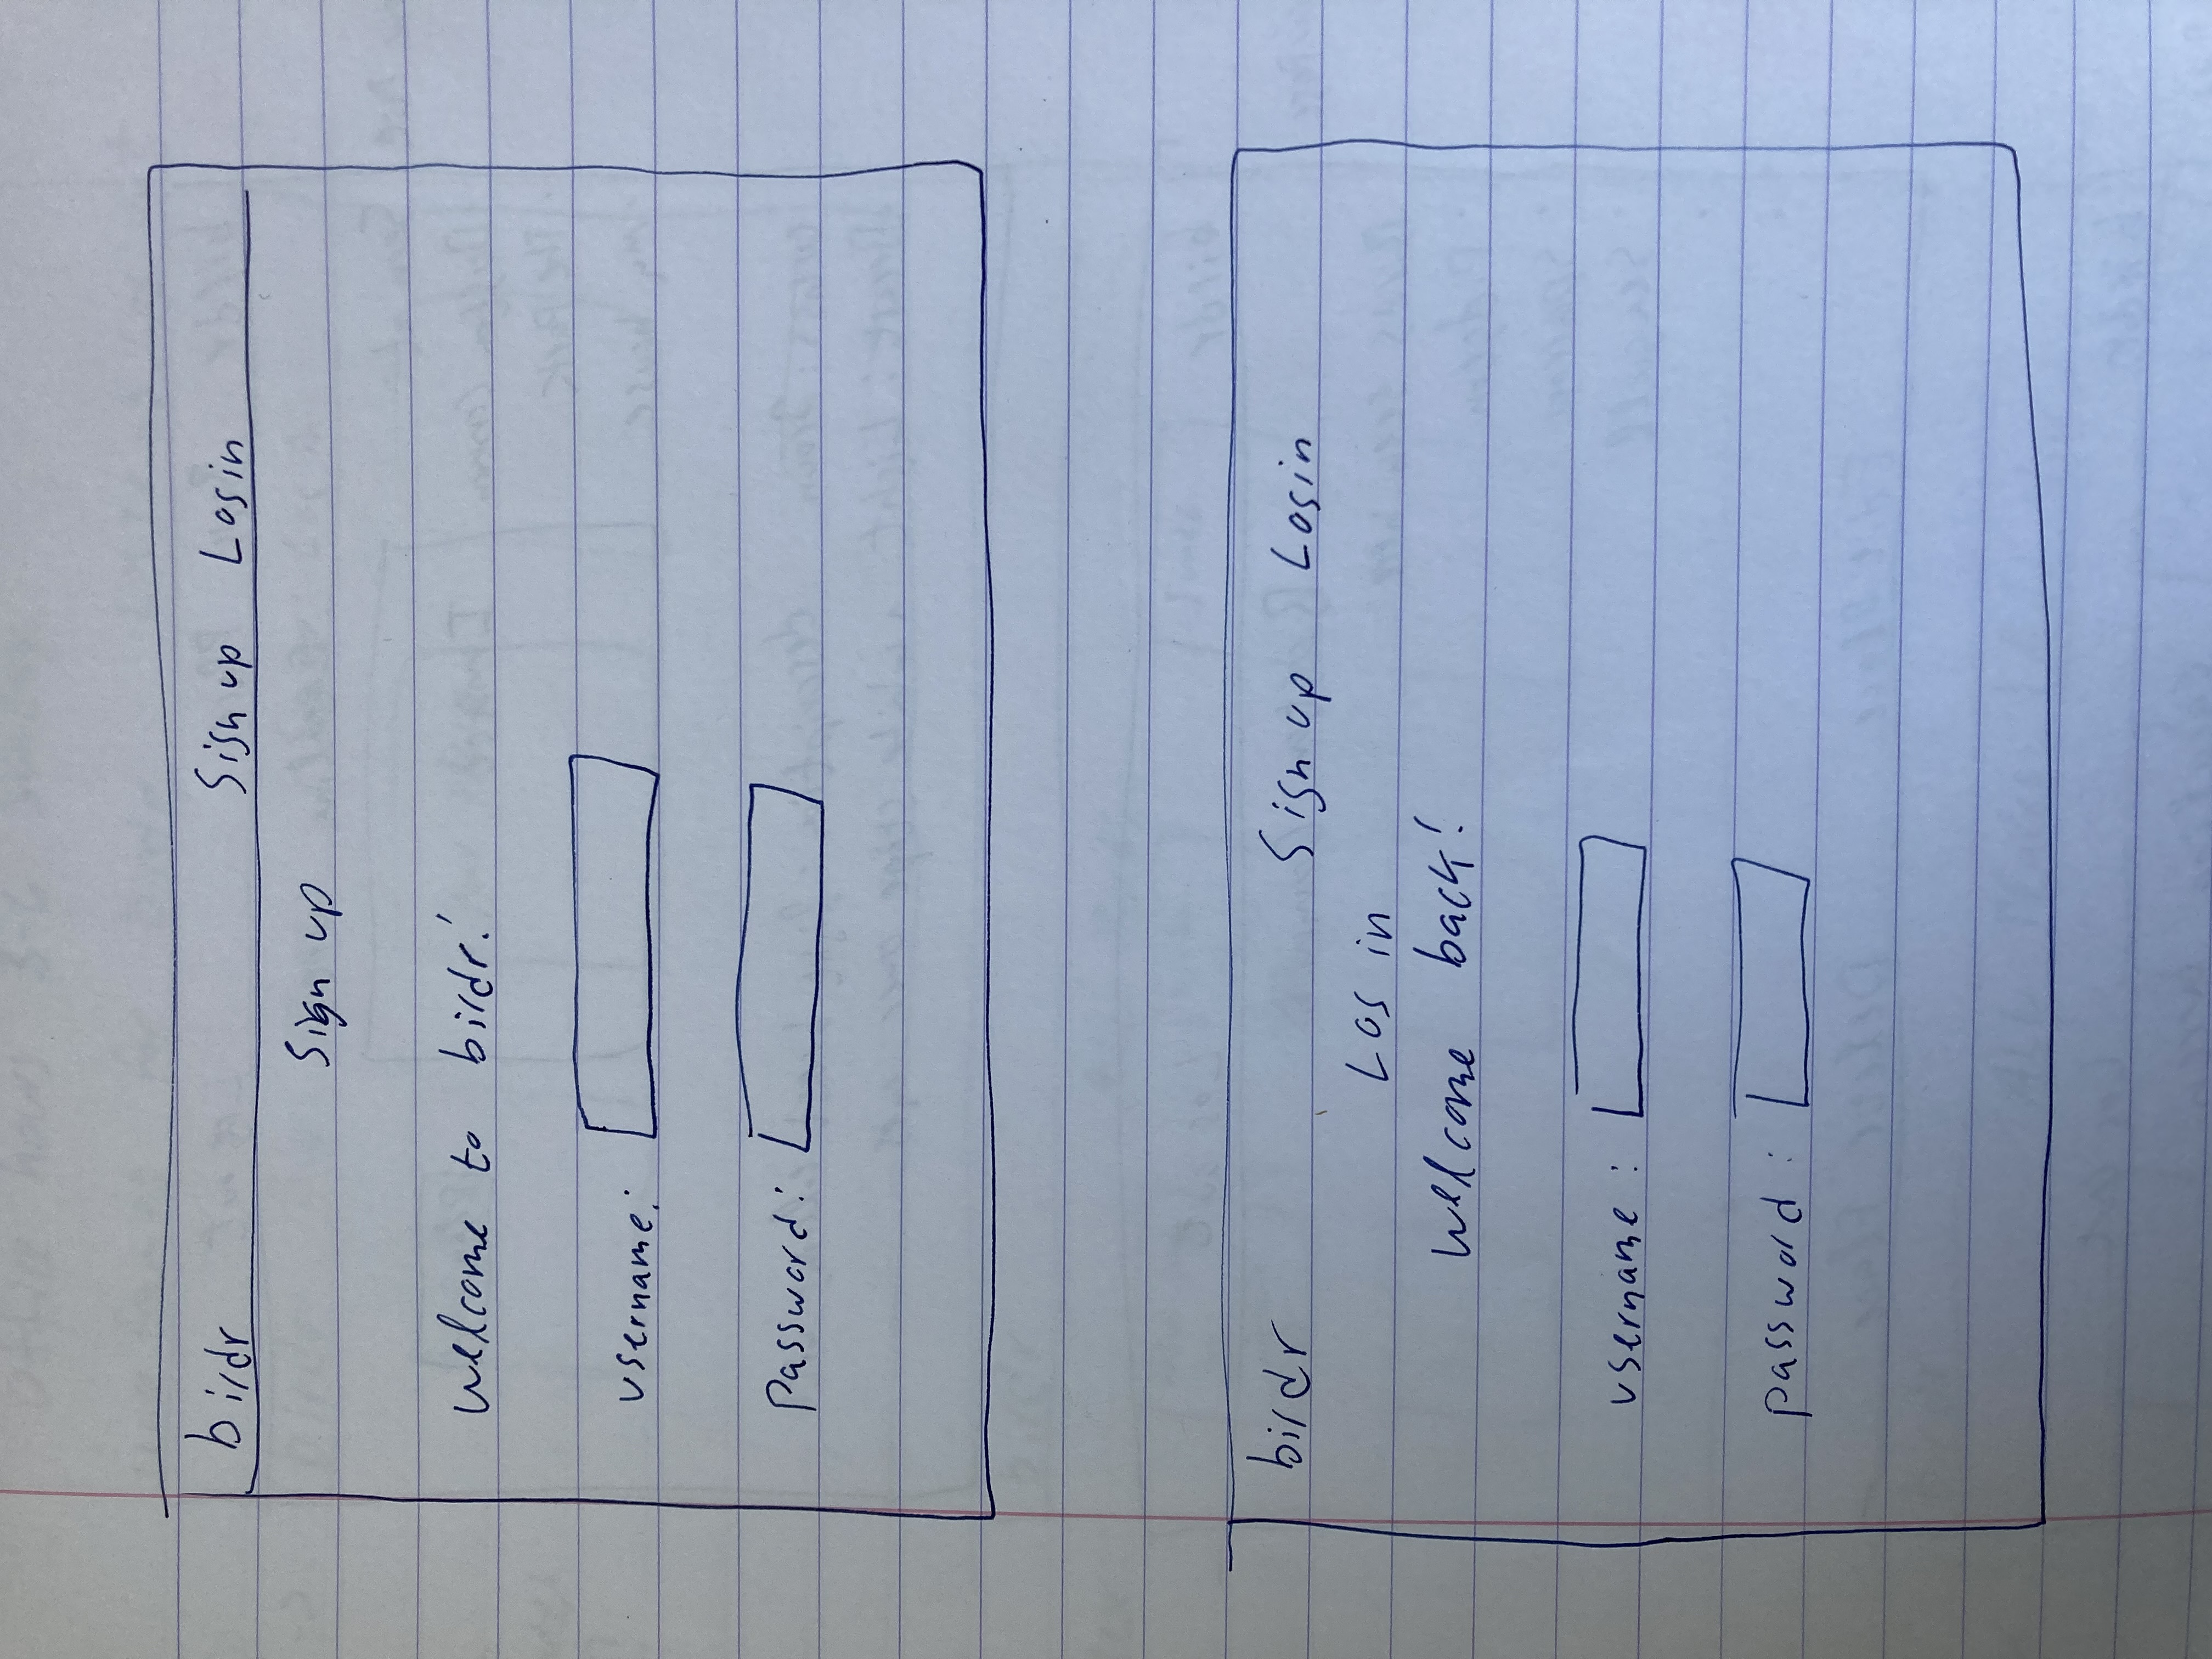 birdr Sign up Login
Sign up
Welcome to birdr!
username:
Password:
birdr Sign up Login
Log in
Welcome back!
username :
password :